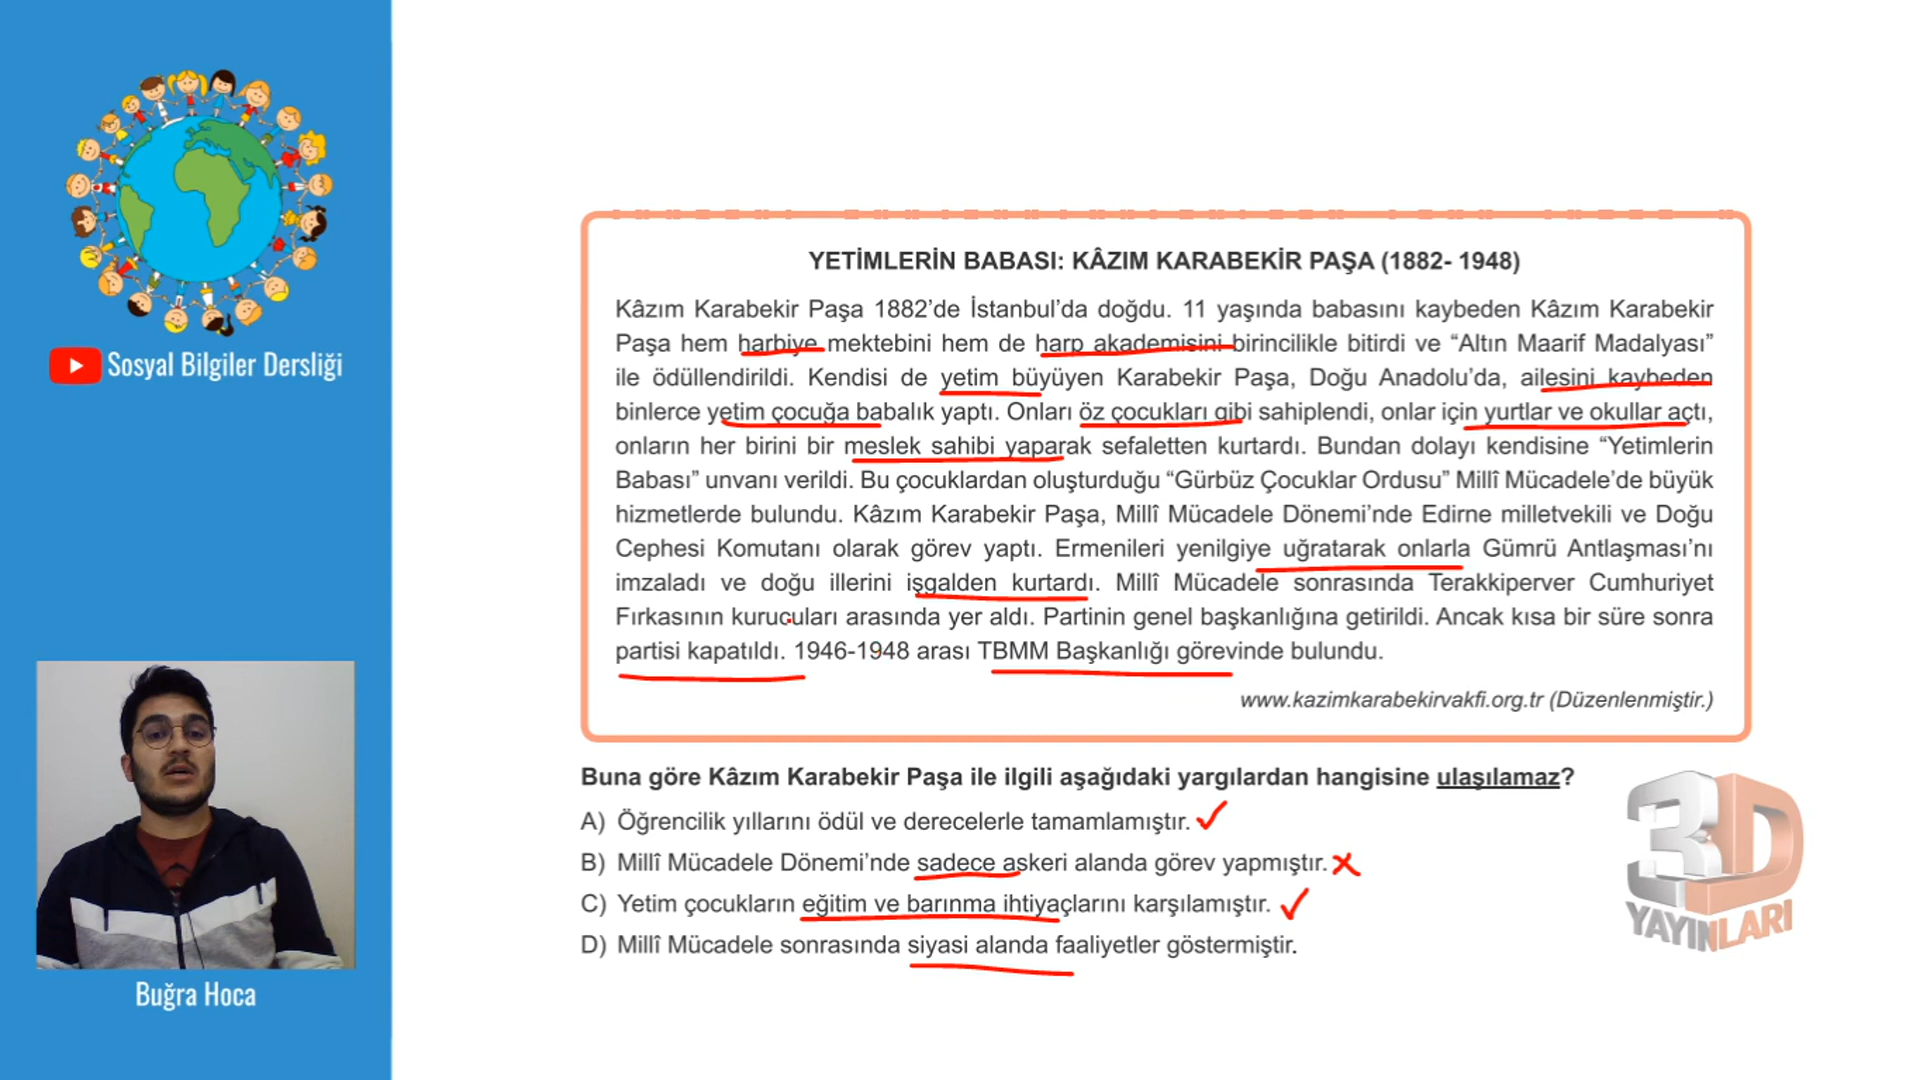 Sosyal Bilgiler Dersliği
Buğra Hoca
YETİMLERİN BABASI: KÂZIM KARABEKİR PAŞA (1882- 1948)
Kâzım Karabekir Paşa 1882’de İstanbul’da doğdu. 11 yaşında babasını kaybeden Kâzım Karabekir
Paşa hem harbiye mektebini hem de harp akademisini birincilikle bitirdi ve “Altın Maarif Madalyası”
ile ödüllendirildi. Kendisi de yetim büyüyen Karabekir Paşa, Doğu Anadolu’da, ailesini kaybeden
binlerce yetim çocuğa babalık yaptı. Onları öz çocukları gibi sahiplendi, onlar için yurtlar ve okullar açtı,
onların her birini bir meslek sahibi yaparak sefaletten kurtardı. Bundan dolayı kendisine “Yetimlerin
Babası” unvanı verildi. Bu çocuklardan oluşturduğu “Gürbüz Çocuklar Ordusu” Millî Mücadele’de büyük
hizmetlerde bulundu. Kâzım Karabekir Paşa, Millî Mücadele Dönemi’nde Edirne milletvekili ve Doğu
Cephesi Komutanı olarak görev yaptı. Ermenileri yenilgiye uğratarak onlarla Gümrü Antlaşması’nı
imzaladı ve doğu illerini işgalden kurtardı. Millî Mücadele sonrasında Terakkiperver Cumhuriyet
Fırkasının kurucuları arasında yer aldı. Partinin genel başkanlığına getirildi. Ancak kısa bir süre sonra
partisi kapatıldı. 1946-1948 arası TBMM Başkanlığı görevinde bulundu.
www.kazimkarabekirvakfi.org.tr (Düzenlenmiştir.)
Buna göre Kâzım Karabekir Paşa ile ilgili aşağıdaki yargılardan hangisine ulaşılamaz?
A) Öğrencilik yıllarını ödül ve derecelerle tamamlamıştır.
B) Millî Mücadele Dönemi’nde sadece askeri alanda görev yapmıştır.
C) Yetim çocukların eğitim ve barınma ihtiyaçlarını karşılamıştır.
D) Millî Mücadele sonrasında siyasi alanda faaliyetler göstermiştir.
3D
YAYINLARI